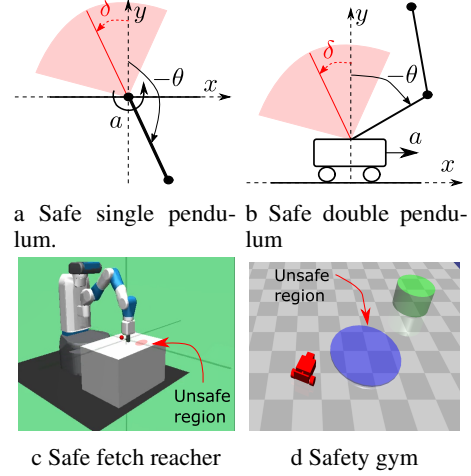 δ
y
−θ
x
a
δ
y
−θ
a
x
a Safe single pendu-
lum.
b Safe double pendu-
lum
Unsafe
region
Unsafe
region
c Safe fetch reacher
d Safety gym